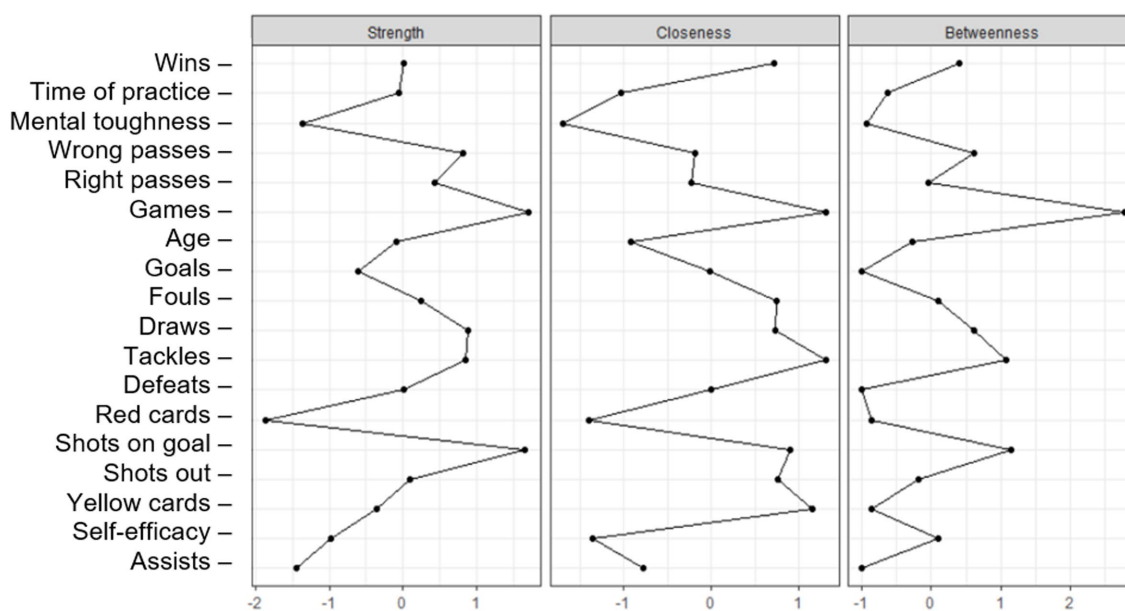 Strength Closeness Betweenness
Wins –
Time of practice –
Mental toughness –
Wrong passes –
Right passes –
Games –
Age –
Goals –
Fouls –
Draws –
Tackles –
Defeats –
Red cards –
Shots on goal –
Shots out –
Yellow cards –
Self-efficacy –
Assists –
-2 -1 0 1 -1 0 1 -1 0 1 2